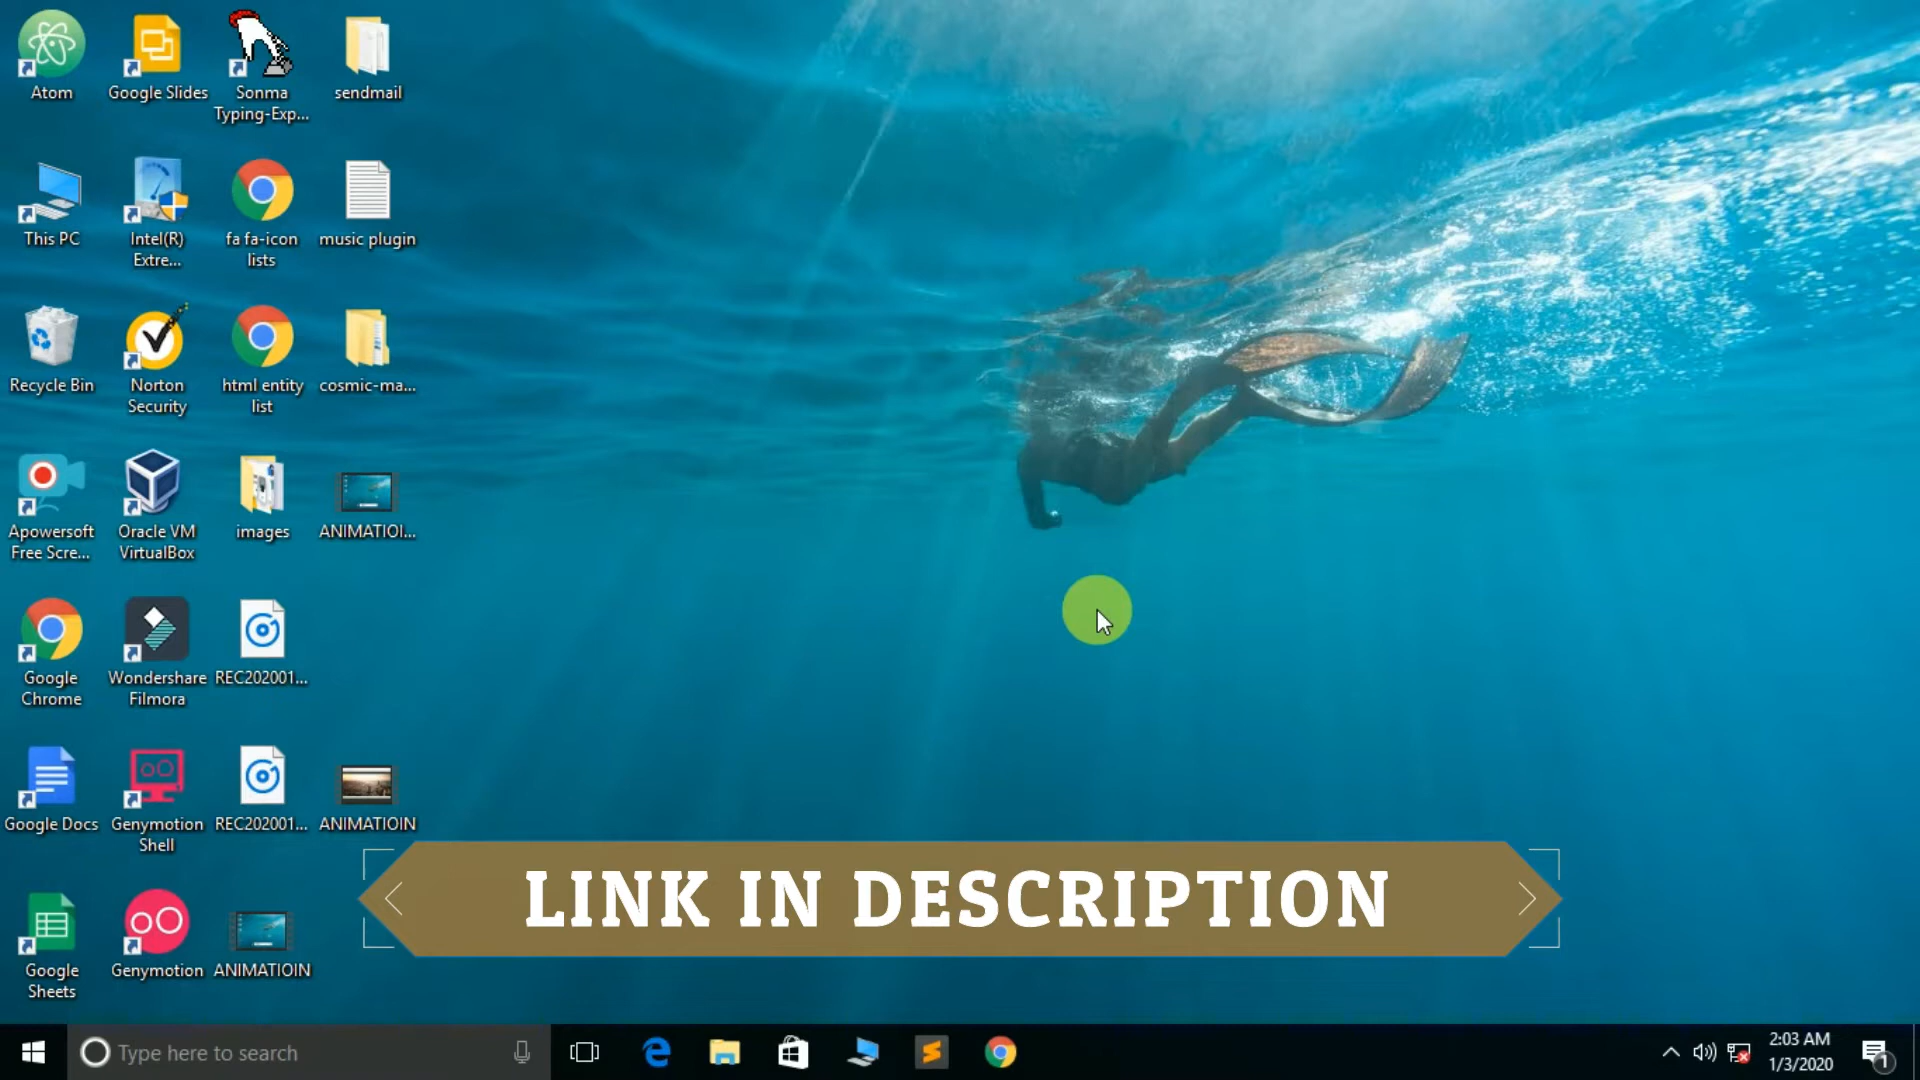 Atom
Google Slides
Sonma
Typing-Exp...
sendmail
This PC
Intel(R)
Extre...
fa fa-icon
lists
music plugin
Recycle Bin
Norton
Security
html entity
list
cosmic-ma...
Apowersoft
Free Scre...
Oracle VM
VirtualBox
images
ANIMATIOI...
Google
Chrome
Wondershare
Filmora
REC202001...
Google Docs
Genymotion
Shell
REC202001...
ANIMATIOIN
Google
Sheets
Genymotion
ANIMATIOIN
LINK IN DESCRIPTION
Type here to search
2:03 AM
1/3/2020
1